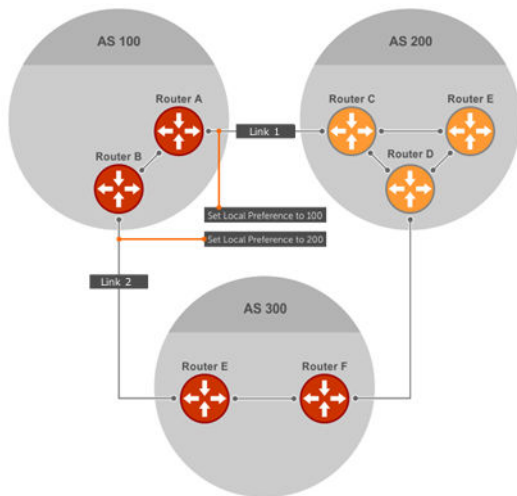 AS 100
AS 200
Router A
Router B
Link 1
Router C
Router E
Router D
Set Local Preference to 100
Set Local Preference to 200
Link 2
AS 300
Router E
Router F